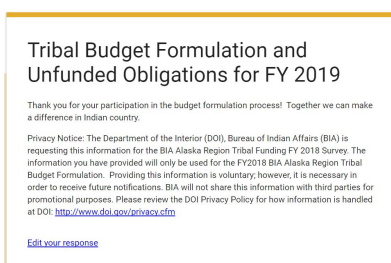 Tribal Budget Formulation and
Unfunded Obligations for FY 2019
Thank you for your participation in the budget formulation process! Together we can make
a difference in Indian country.
Privacy Notice: The Department of the Interior (DOI), Bureau of Indian Affairs (BIA) is
requesting this information for the BIA Alaska Region Tribal Funding FY 2018 Survey. The
information you have provided will only be used for the FY2018 BIA Alaska Region Tribal
Budget Formulation. Providing this information is voluntary; however, it is necessary in
order to receive future notifications. BIA will not share this information with third parties for
promotional purposes. Please review the DOI Privacy Policy for how information is handled
at DOI: http://www.doi.gov/privacy.cfm
Edit your response